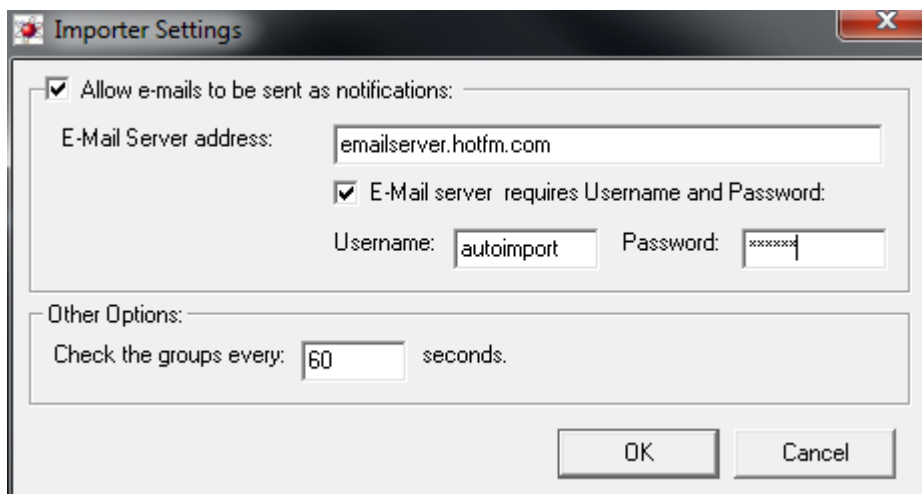 Importer Settings
Allow e-mails to be sent as notifications:
E-Mail Server address: emailserver.hotfm.com
E-Mail server requires Username and Password:
Username: autoimport Password: ******
Other Options:
Check the groups every: 60 seconds.
OK Cancel